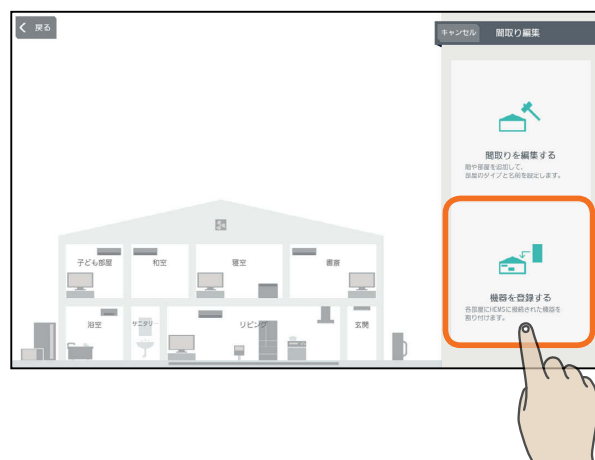 戻る
キャンセル
間取り編集
間取りを編集する
階や部屋を追加して、
部屋のタイプと名前を設定します。
機器を登録する
各部屋にHEMSに接続された機器を
割り付けます。
子ども部屋
和室
寝室
書斎
浴室
サニタリー
リビング
玄関